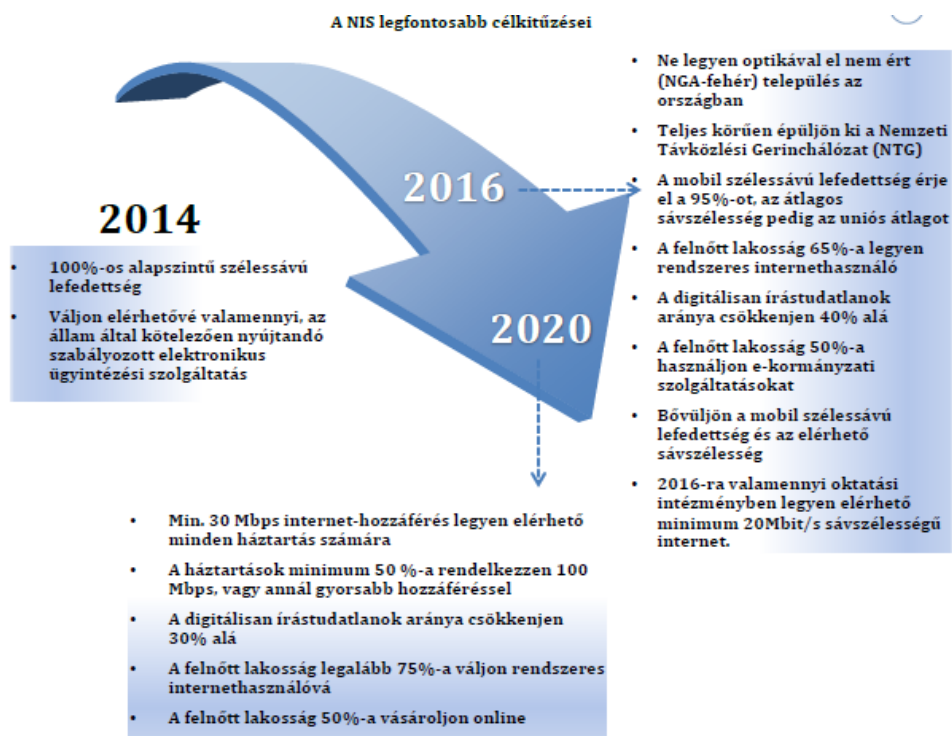 A NIS legfontosabb célkitűzései
2014
• 100%-os alapszintű szélessávú
lefedettség
• Váljon elérhetővé valamennyi, az
állam által kötelezően nyújtandó
szabályozott elektronikus
ügyintézési szolgáltatás
2016
• Ne legyen optikával el nem ért
(NGA-fehér) település az
országban
• Teljes körűen épüljön ki a Nemzeti
Távközlési Gerinchálózat (NTG)
• A mobil szélessávú lefedettség érje
el a 95%-ot, az átlagos
sávszélesség pedig az uniós átlagot
• A felnőtt lakosság 65%-a legyen
rendszeres internethasználó
• A digitálisan írástudatlanok
aránya csökkenjen 40% alá
• A felnőtt lakosság 50%-a
használjon e-kormányzati
szolgáltatásokat
• Bővüljön a mobil szélessávú
lefedettség és az elérhető
sávszélesség
• 2016-ra valamennyi oktatási
intézményben legyen elérhető
minimum 20Mbit/s sávszélességű
internet.
2020
• Min. 30 Mbps internet-hozzáférés legyen elérhető
minden háztartás számára
• A háztartások minimum 50 %-a rendelkezzen 100
Mbps, vagy annál gyorsabb hozzáféréssel
• A digitálisan írástudatlanok aránya csökkenjen
30% alá
• A felnőtt lakosság legalább 75%-a váljon rendszeres
internethasználóvá
• A felnőtt lakosság 50%-a vásároljon online